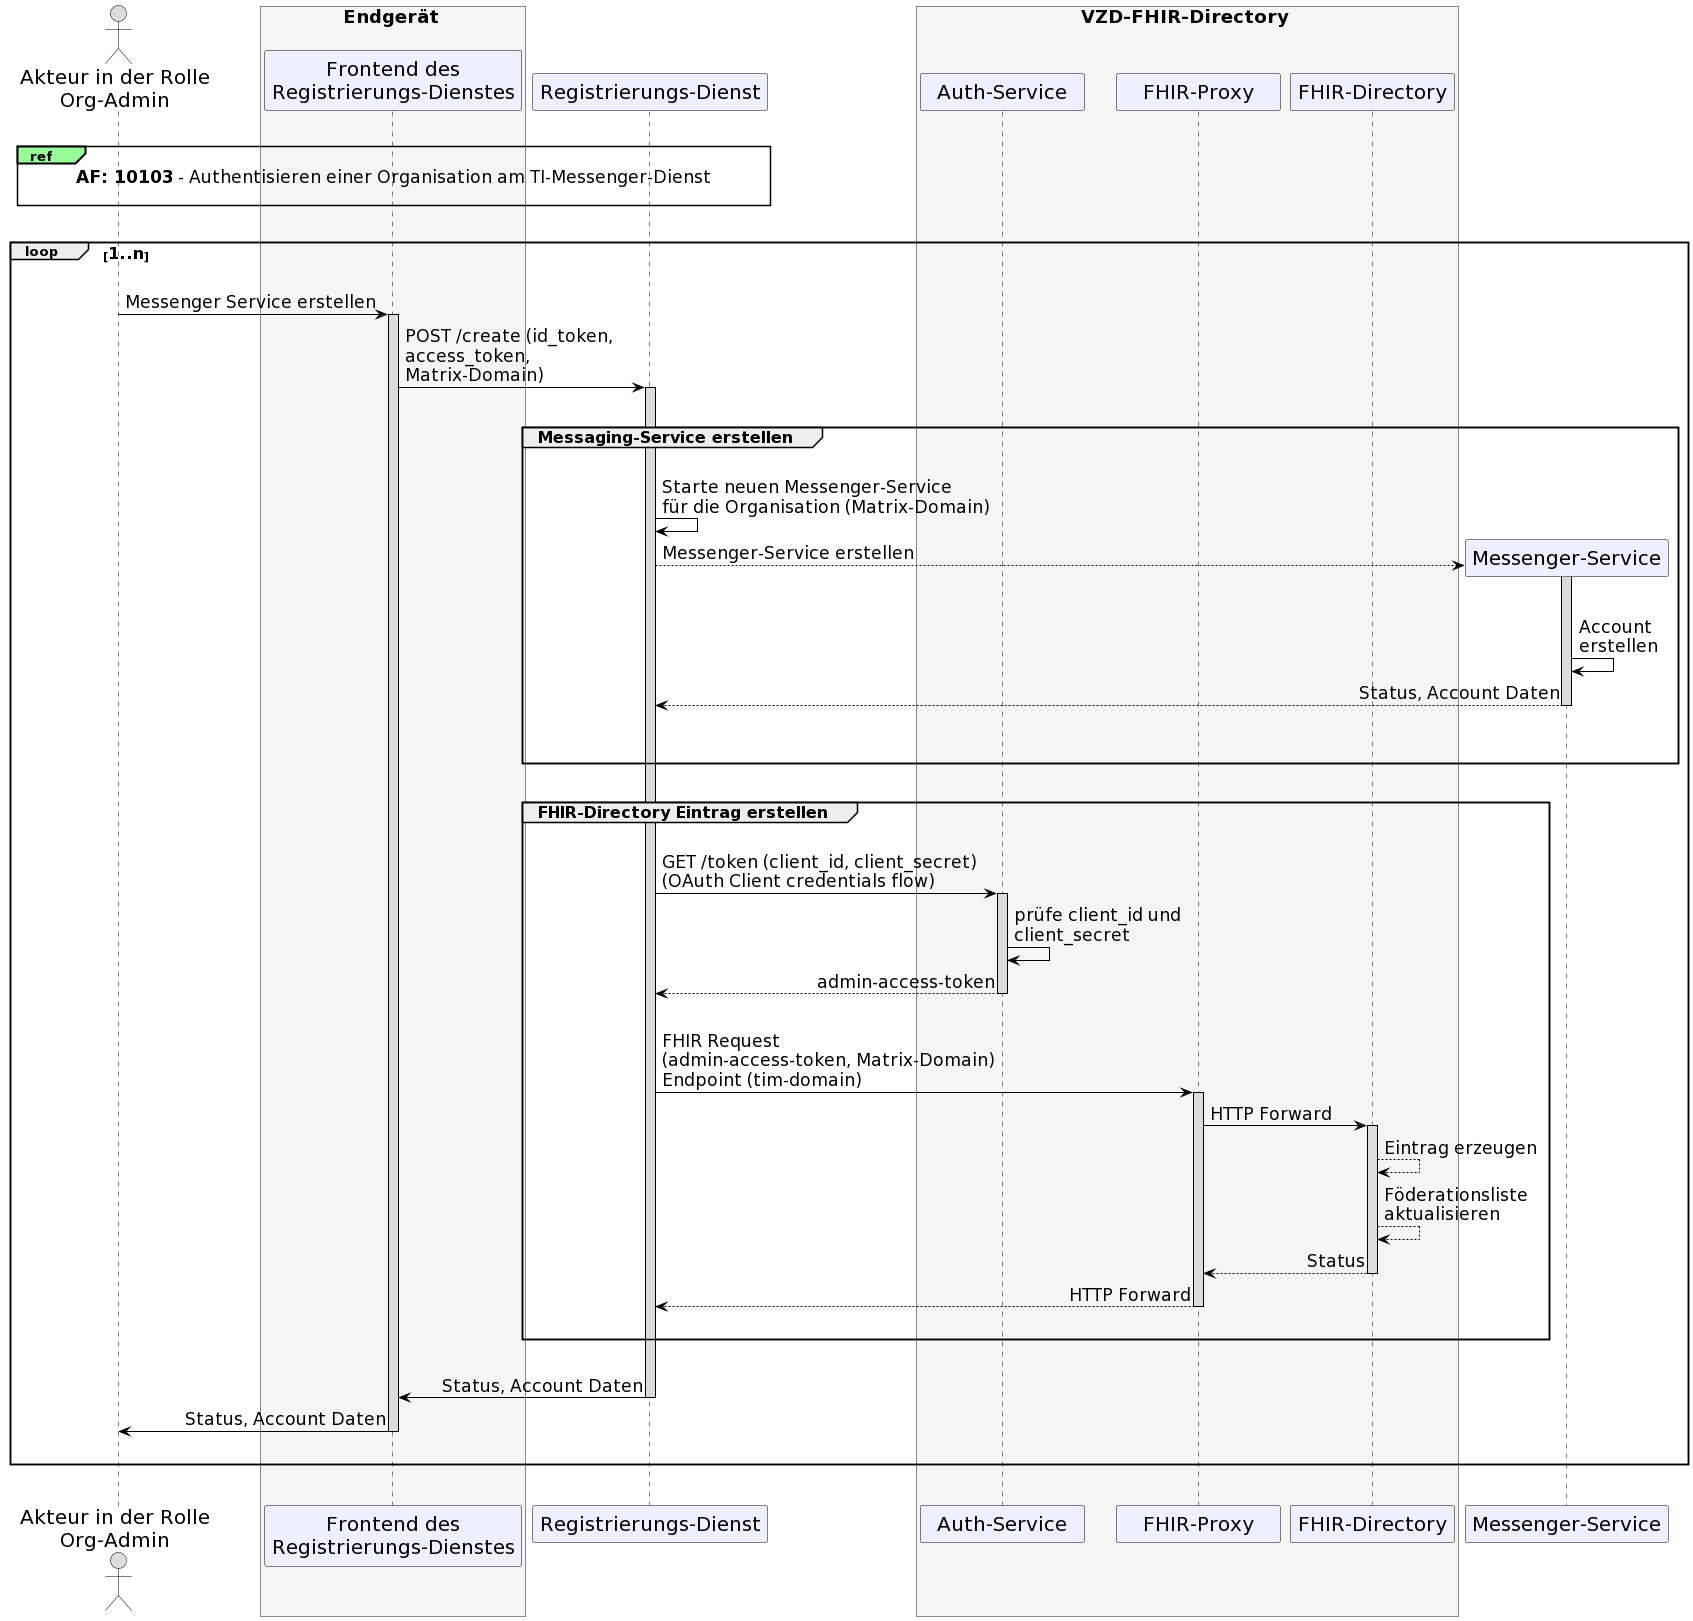 Endgerät
VZD-FHIR-Directory
Akteur in der Rolle
Org-Admin
Frontend des
Registrierungs-Dienstes
Registrierungs-Dienst
Auth-Service
FHIR-Proxy
FHIR-Directory
ref
AF: 10103 - Authentisieren einer Organisation am TI-Messenger-Dienst
loop [1..n]
Messenger Service erstellen
POST /create (id_token,
access_token,
Matrix-Domain)
Messaging-Service erstellen
Starte neuen Messenger-Service
für die Organisation (Matrix-Domain)
Messenger-Service erstellen
Messenger-Service
Account
erstellen
Status, Account Daten
FHIR-Directory Eintrag erstellen
GET /token (client_id, client_secret)
(OAuth Client credentials flow)
prüfe client_id und
client_secret
admin-access-token
FHIR Request
(admin-access-token, Matrix-Domain)
Endpoint (tim-domain)
HTTP Forward
Eintrag erzeugen
Föderationsliste
aktualisieren
Status
HTTP Forward
Status, Account Daten
Status, Account Daten
Akteur in der Rolle
Org-Admin
Frontend des
Registrierungs-Dienstes
Registrierungs-Dienst
Auth-Service
FHIR-Proxy
FHIR-Directory
Messenger-Service